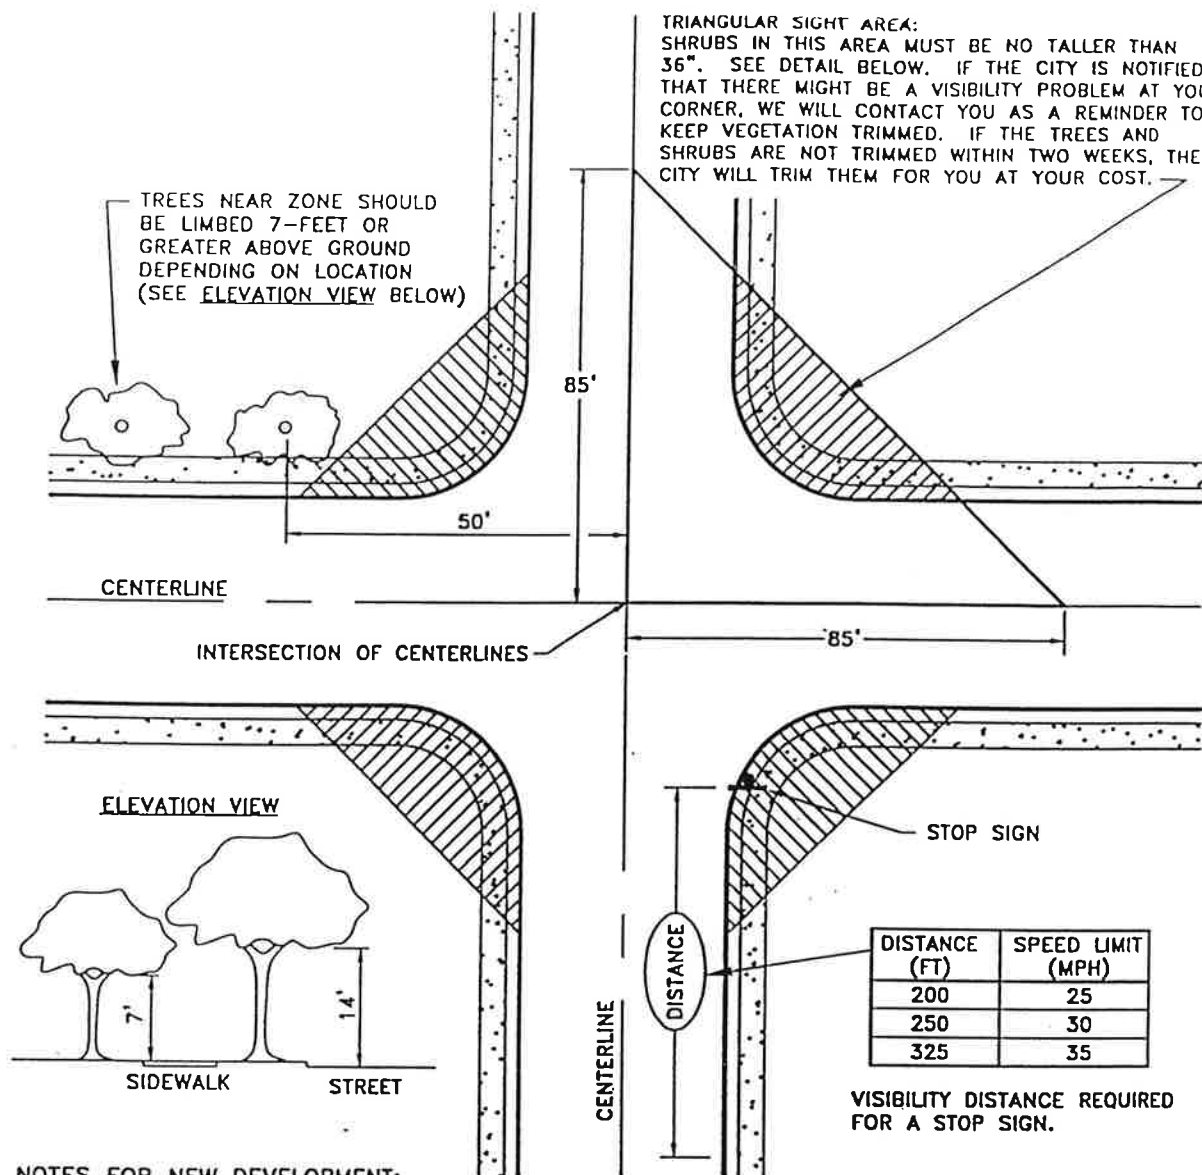 TRIANGULAR SIGHT AREA:
SHRUBS IN THIS AREA MUST BE NO TALLER THAN
36". SEE DETAIL BELOW. IF THE CITY IS NOTIFIED
THAT THERE MIGHT BE A VISIBILITY PROBLEM AT YOU
CORNER, WE WILL CONTACT YOU AS A REMINDER TO
KEEP VEGETATION TRIMMED. IF THE TREES AND
SHRUBS ARE NOT TRIMMED WITHIN TWO WEEKS, THE
CITY WILL TRIM THEM FOR YOU AT YOUR COST.
TREES NEAR ZONE SHOULD
BE LIMBED 7-FEET OR
GREATER ABOVE GROUND
DEPENDING ON LOCATION
(SEE ELEVATION VIEW BELOW)
85'
50'
CENTERLINE
INTERSECTION OF CENTERLINES
85'
ELEVATION VIEW
7'
14'
SIDEWALK
STREET
STOP SIGN
DISTANCE
CENTERLINE
DISTANCE (FT) SPEED LIMIT (MPH)
200 25
250 30
325 35
VISIBILITY DISTANCE REQUIRED
FOR A STOP SIGN.
NOTES FOR NEW DEVELOPMENT: